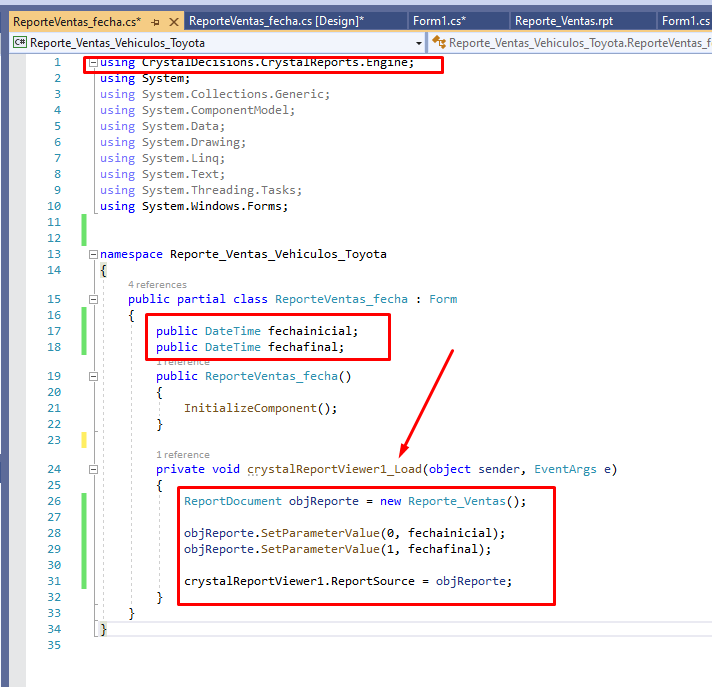 ReporteVentas_fecha.cs*
ReporteVentas_fecha.cs [Design]*
Form1.cs*
Reporte_Ventas.rpt
Form1.cs
C# Reporte_Ventas_Vehiculos_Toyota
Reporte_Ventas_Vehiculos_Toyota.ReporteVentas_f
1 using CrystalDecisions.CrystalReports.Engine;
2 using System;
3 using System.Collections.Generic;
4 using System.ComponentModel;
5 using System.Data;
6 using System.Drawing;
7 using System.Linq;
8 using System.Text;
9 using System.Threading.Tasks;
10 using System.Windows.Forms;
11
12
13 namespace Reporte_Ventas_Vehiculos_Toyota
14 {
4 references
15 public partial class ReporteVentas_fecha : Form
16 {
17 public DateTime fechainicial;
18 public DateTime fechafinal;
1 reference
19 public ReporteVentas_fecha()
20 {
21 InitializeComponent();
22 }
23
1 reference
24 private void crystalReportViewer1_Load(object sender, EventArgs e)
25 {
26 ReportDocument objReporte = new Reporte_Ventas();
27
28 objReporte.SetParameterValue(0, fechainicial);
29 objReporte.SetParameterValue(1, fechafinal);
30
31 crystalReportViewer1.ReportSource = objReporte;
32 }
33 }
34 }
35